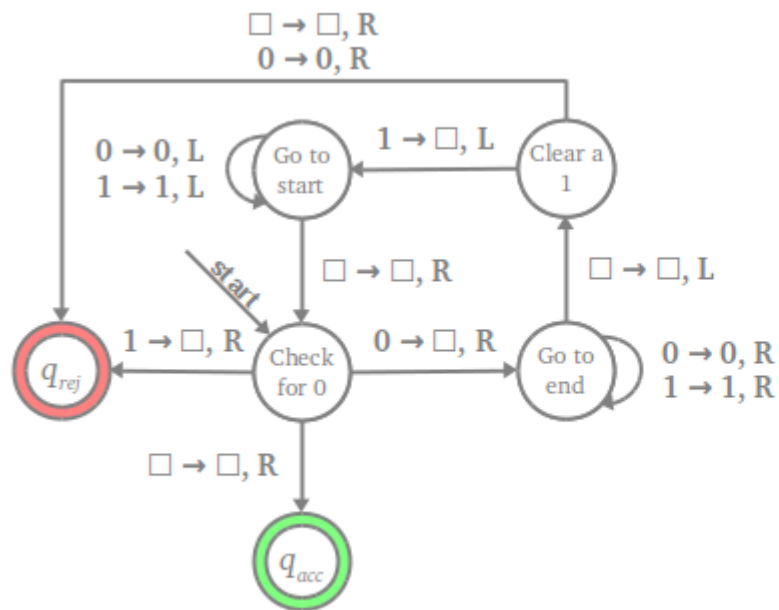 □ → □, R
0 → 0, R
0 → 0, L
1 → 1, L
Go to
start
1 → □, L
Clear a
1
start
□ → □, R
□ → □, L
q_rej
1 → □, R
Check
for 0
0 → □, R
Go to
end
0 → 0, R
1 → 1, R
□ → □, R
q_acc